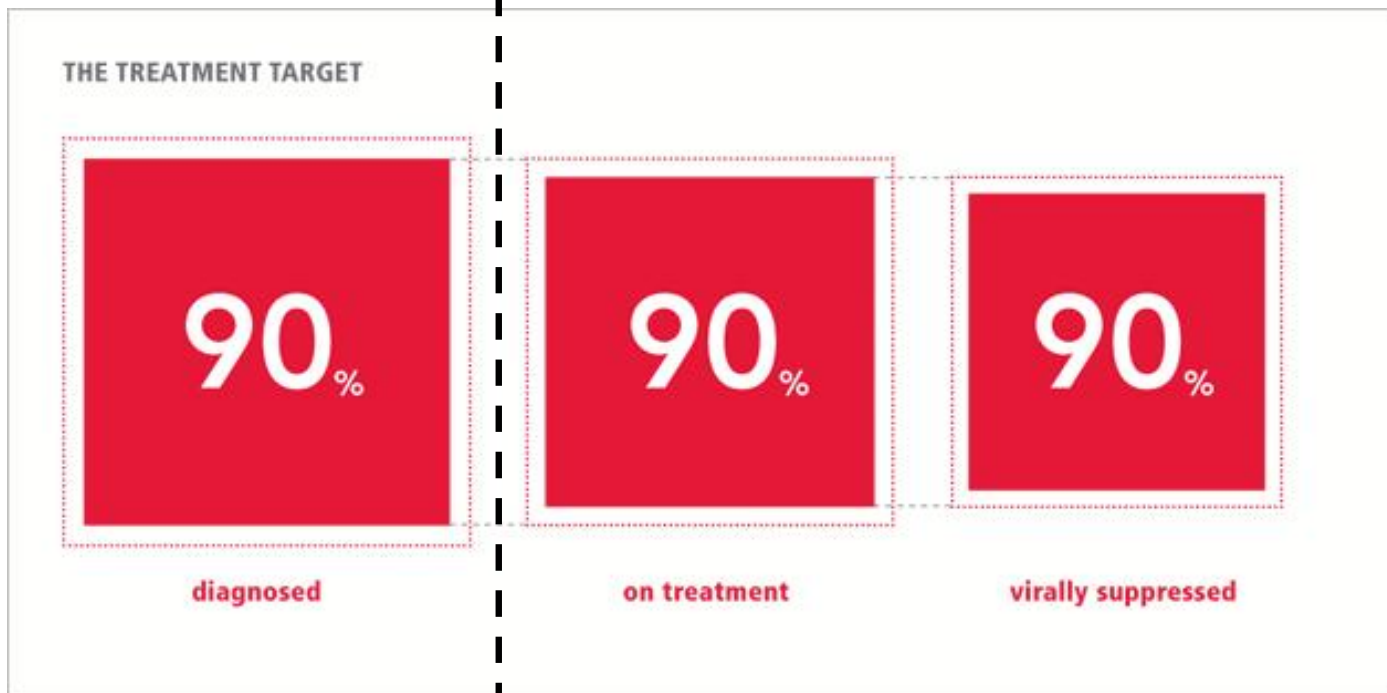 THE TREATMENT TARGET
90% 90% 90%
diagnosed on treatment virally suppressed